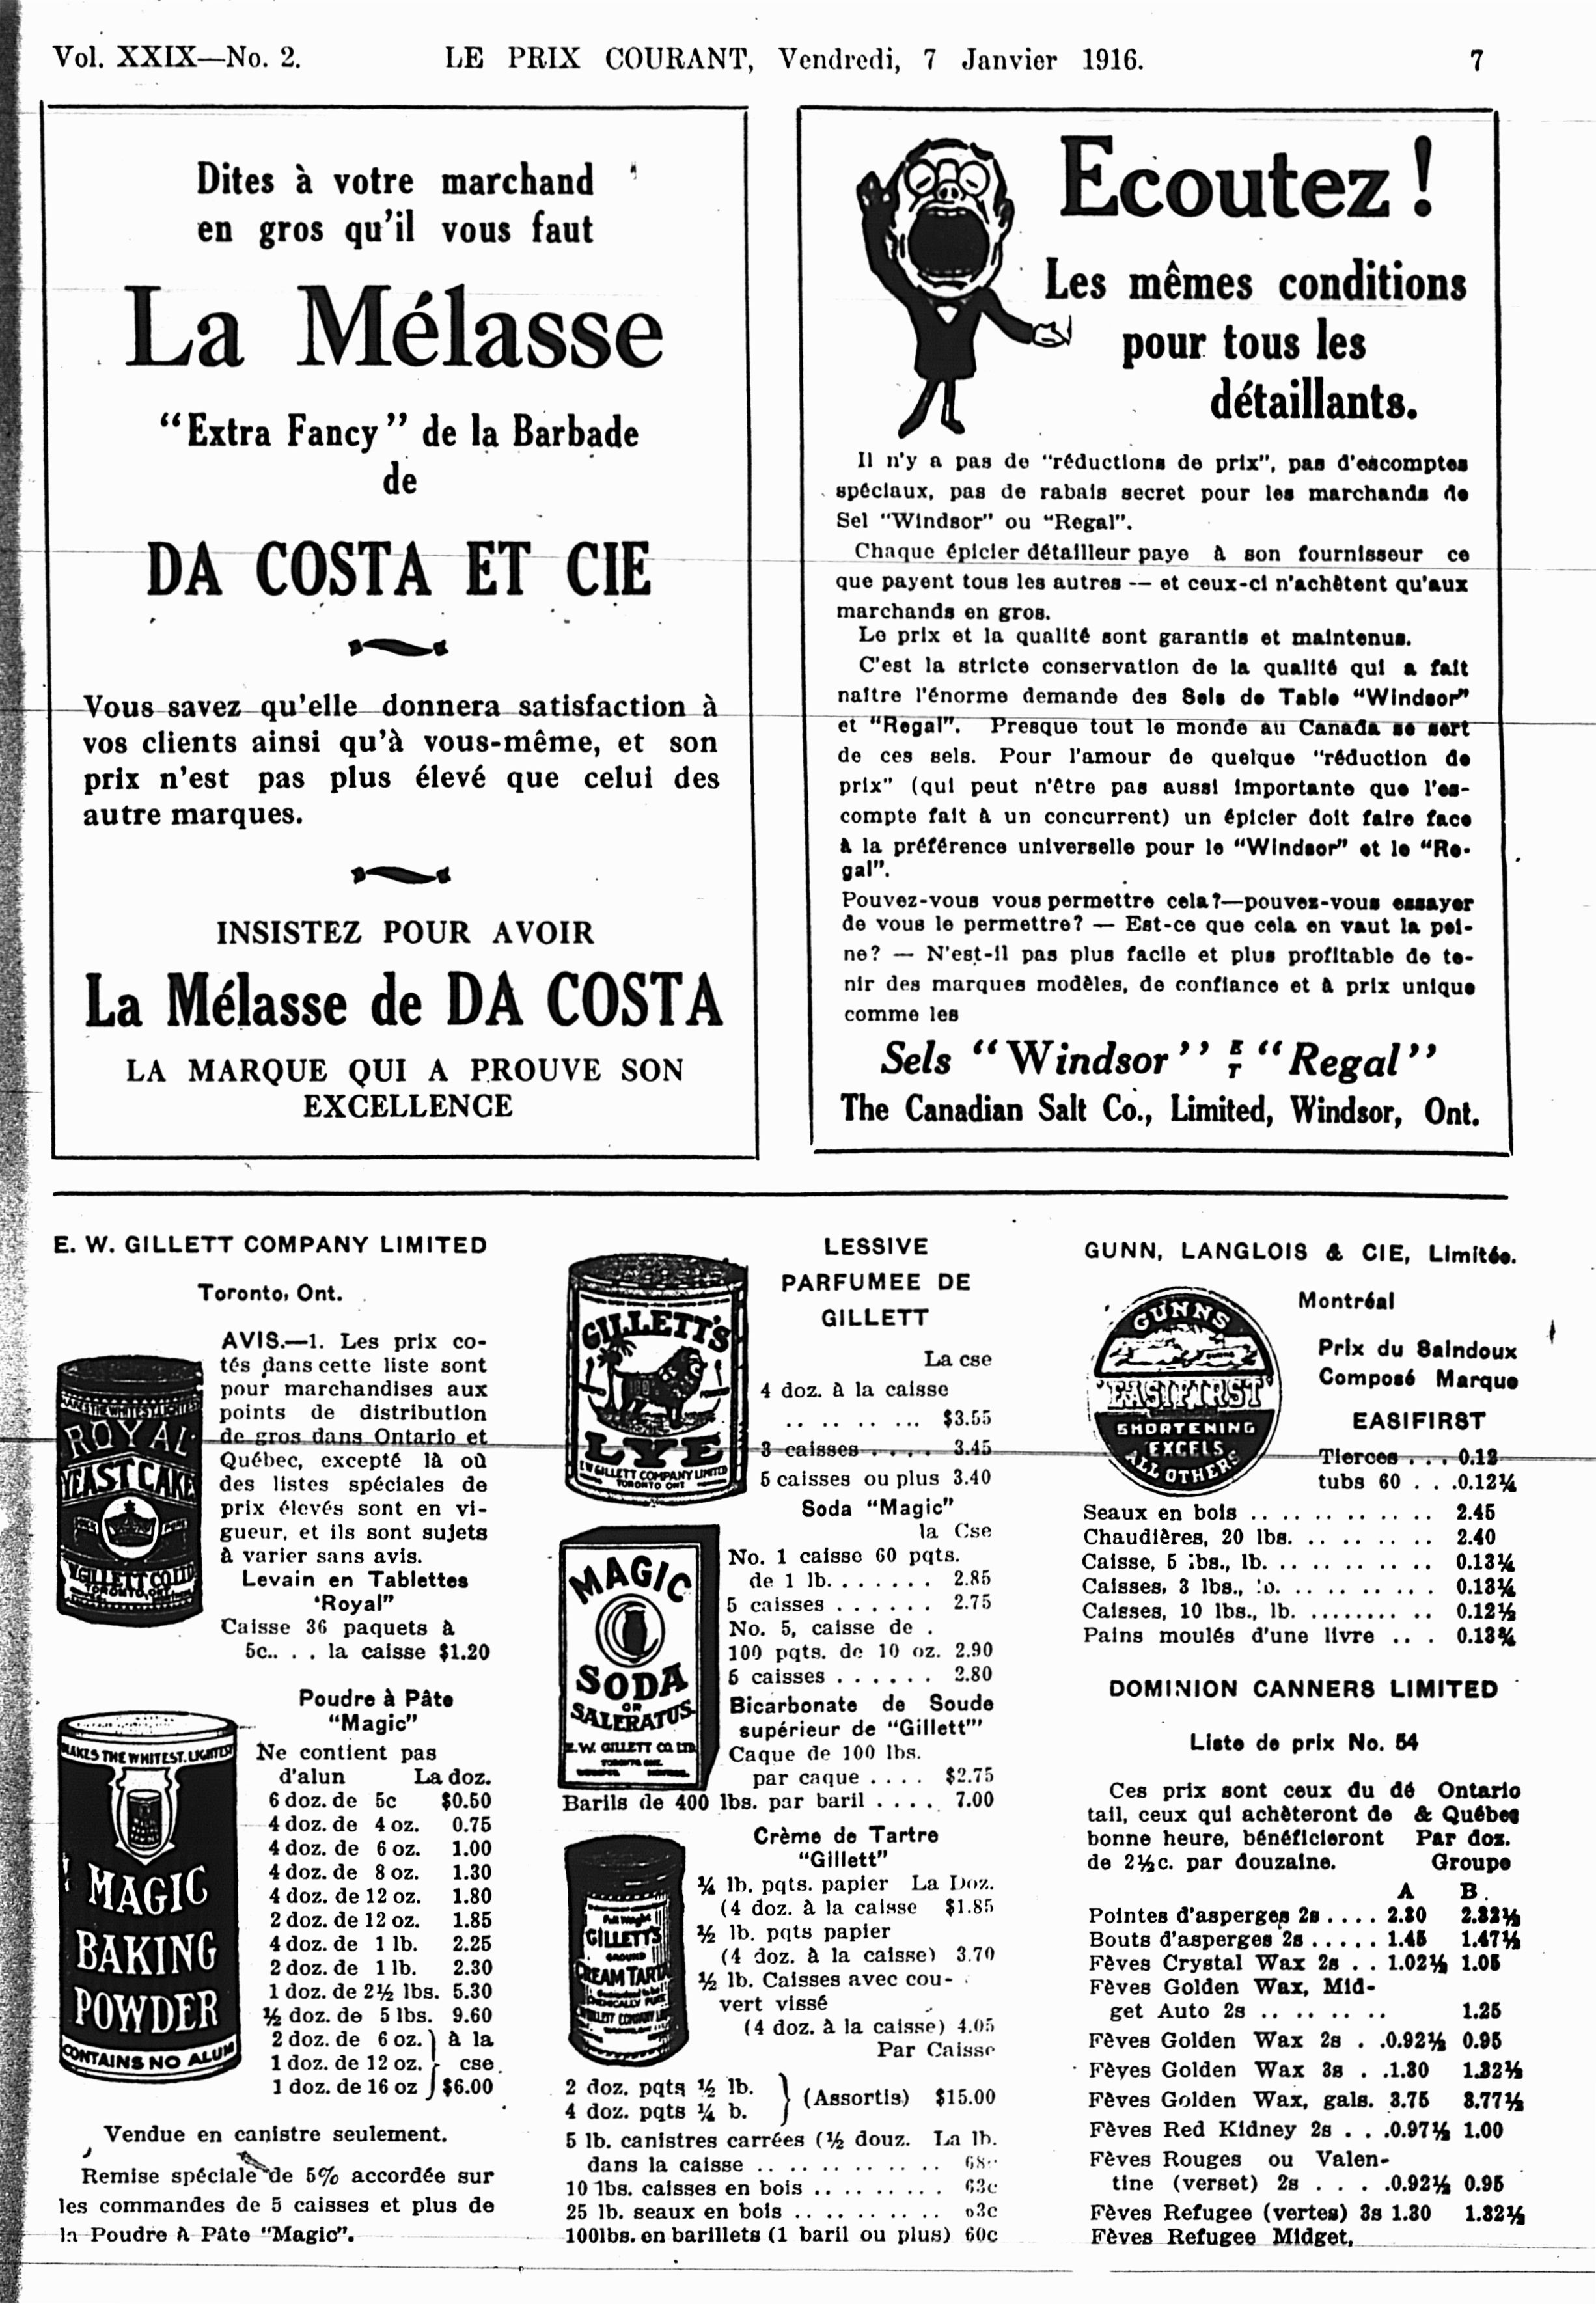 Vol. XXIX—No. 2. LE PRIX COURANT, Vendredi, 7 Janvier 1916. 7
Dites à votre marchand
en gros qu'il vous faut
La Mélasse
"Extra Fancy" de la Barbade
de
DA COSTA ET CIE
Vous savez qu'elle donnera satisfaction à
vos clients ainsi qu'à vous-même, et son
prix n'est pas plus élevé que celui des
autre marques.
INSISTEZ POUR AVOIR
La Mélasse de DA COSTA
LA MARQUE QUI A PROUVE SON
EXCELLENCE
Ecoutez !
Les mêmes conditions
pour tous les
détaillants.
Il n'y a pas de "réductions de prix", pas d'escomptes
spéciaux, pas de rabais secret pour les marchands de
Sel "Windsor" ou "Regal".
Chaque épicier détailleur paye à son fournisseur ce
que payent tous les autres -- et ceux-ci n'achètent qu'aux
marchands en gros.
Le prix et la qualité sont garantis et maintenus.
C'est la stricte conservation de la qualité qui a fait
naître l'énorme demande des Sels de Table "Windsor"
et "Regal". Presque tout le monde au Canada se sert
de ces sels. Pour l'amour de quelque "réduction de
prix" (qui peut n'être pas aussi importante que l'es-
compte fait à un concurrent) un épicier doit faire face
à la préférence universelle pour le "Windsor" et le "Re-
gal".
Pouvez-vous vous permettre cela?—pouvez-vous essayer
de vous le permettre? — Est-ce que cela en vaut la pei-
ne? — N'est-il pas plus facile et plus profitable de te-
nir des marques modèles, de confiance et à prix unique
comme les
Sels "Windsor" ET "Regal"
The Canadian Salt Co., Limited, Windsor, Ont.
E. W. GILLETT COMPANY LIMITED
Toronto, Ont.
AVIS.—1. Les prix co-
tés dans cette liste sont
pour marchandises aux
points de distribution
de gros dans Ontario et
Québec, excepté là où
des listes spéciales de
prix élevés sont en vi-
gueur, et ils sont sujets
à varier sans avis.
Levain en Tablettes
'Royal"
Caisse 36 paquets à
5c.. . . la caisse $1.20
ROYAL
YEAST CAKES
W. GILLETT CO. LTD.
TORONTO, ONT.
Poudre à Pâte
"Magic"
Ne contient pas
d'alun La doz.
6 doz. de 5c $0.50
4 doz. de 4 oz. 0.75
4 doz. de 6 oz. 1.00
4 doz. de 8 oz. 1.30
4 doz. de 12 oz. 1.80
2 doz. de 12 oz. 1.85
4 doz. de 1 lb. 2.25
2 doz. de 1 lb. 2.30
1 doz. de 2½ lbs. 5.30
½ doz. de 5 lbs. 9.60
2 doz. de 6 oz. } à la
1 doz. de 12 oz. } cse.
1 doz. de 16 oz } $6.00
MAKES THE WHITEST, LIGHTEST
MAGIC
BAKING
POWDER
CONTAINS NO ALUM
Vendue en canistre seulement.
Remise spéciale de 5% accordée sur
les commandes de 5 caisses et plus de
la Poudre à Pâte "Magic".
GILLETT'S
LYE
E. W. GILLETT COMPANY LIMITED
TORONTO ONT
LESSIVE
PARFUMEE DE
GILLETT
La cse
4 doz. à la caisse
.. .. .. ... $3.55
3 caisses . . . . 3.45
5 caisses ou plus 3.40
Soda "Magic"
la Cse
No. 1 caisse 60 pqts.
de 1 lb. . . . . . . 2.85
5 caisses . . . . . . 2.75
No. 5, caisse de .
100 pqts. de 10 oz. 2.90
5 caisses . . . . . . 2.80
Bicarbonate de Soude
supérieur de "Gillett'"
Caque de 100 lbs.
par caque . . . . $2.75
Barils de 400 lbs. par baril . . . . 7.00
MAGIC
SODA
OR
SALERATUS
E.W. GILLETT CO. LTD.
Crème de Tartre
"Gillett"
¼ lb. pqts. papier La Doz.
(4 doz. à la caisse $1.85
½ lb. pqts papier
(4 doz. à la caisse) 3.70
½ lb. Caisses avec cou-
vert vissé
(4 doz. à la caisse) 4.05
Par Caisse
GILLETT'S
CREAM TARTAR
2 doz. pqts ½ lb. } (Assortis) $15.00
4 doz. pqts ¼ b.
5 lb. canistres carrées (½ douz. La lb.
dans la caisse .. .. .. .. .. .. 68
10 lbs. caisses en bois .. .. .. .. . 63c
25 lb. seaux en bois .. .. .. .. .. 63c
100lbs. en barillets (1 baril ou plus) 60c
GUNN, LANGLOIS & CIE, Limitée.
Montréal
Prix du Saindoux
Composé Marque
EASIFIRST
GUNNS
"EASIFIRST"
SHORTENING
EXCELS
ALL OTHERS
Tierces . . . 0.12
tubs 60 . . .0.12¼
Seaux en bois .. .. .. .. .. .. 2.45
Chaudières, 20 lbs. .. .. .. .. 2.40
Caisse, 5 lbs., lb. .. .. .. .. .. 0.13¼
Caisses, 3 lbs., lb. .. .. .. .. .. 0.13¼
Caisses, 10 lbs., lb. ........ .. 0.12½
Pains moulés d'une livre .. . 0.13¾
DOMINION CANNERS LIMITED
Liste de prix No. 54
Ces prix sont ceux du dé Ontario
tail, ceux qui achèteront de & Québec
bonne heure, bénéficieront Par doz.
de 2½c. par douzaine. Groupe
A B.
Pointes d'asperges 2s .... 2.30 2.32½
Bouts d'asperges 2s ..... 1.45 1.47½
Fèves Crystal Wax 2s . . 1.02½ 1.05
Fèves Golden Wax, Mid-
get Auto 2s .. .. .. .. 1.25
Fèves Golden Wax 2s . .0.92½ 0.95
Fèves Golden Wax 3s . .1.30 1.32½
Fèves Golden Wax, gals. 3.75 3.77½
Fèves Red Kidney 2s . . .0.97½ 1.00
Fèves Rouges ou Valen-
tine (verset) 2s . . . .0.92½ 0.95
Fèves Refugee (vertes) 3s 1.30 1.32½
Fèves Refugee Midget,